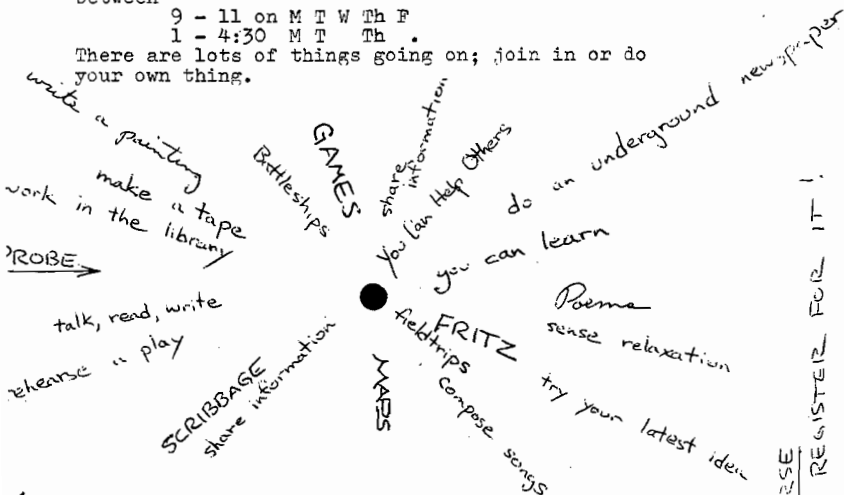 between
9 - 11 on M T W Th F
1 - 4:30 M T Th .
There are lots of things going on; join in or do
your own thing.
write a painting
make a tape
work in the library
PROBE
talk, read, write
rehearse a play
SCRIBBAGE
share information
Battleships
GAMES
share information
You Can Help Others
do an underground newspaper
you can learn
Poems
sense relaxation
FRITZ
fieldtrips
MAPS
compose songs
try your latest idea
REGISTER FOR IT!